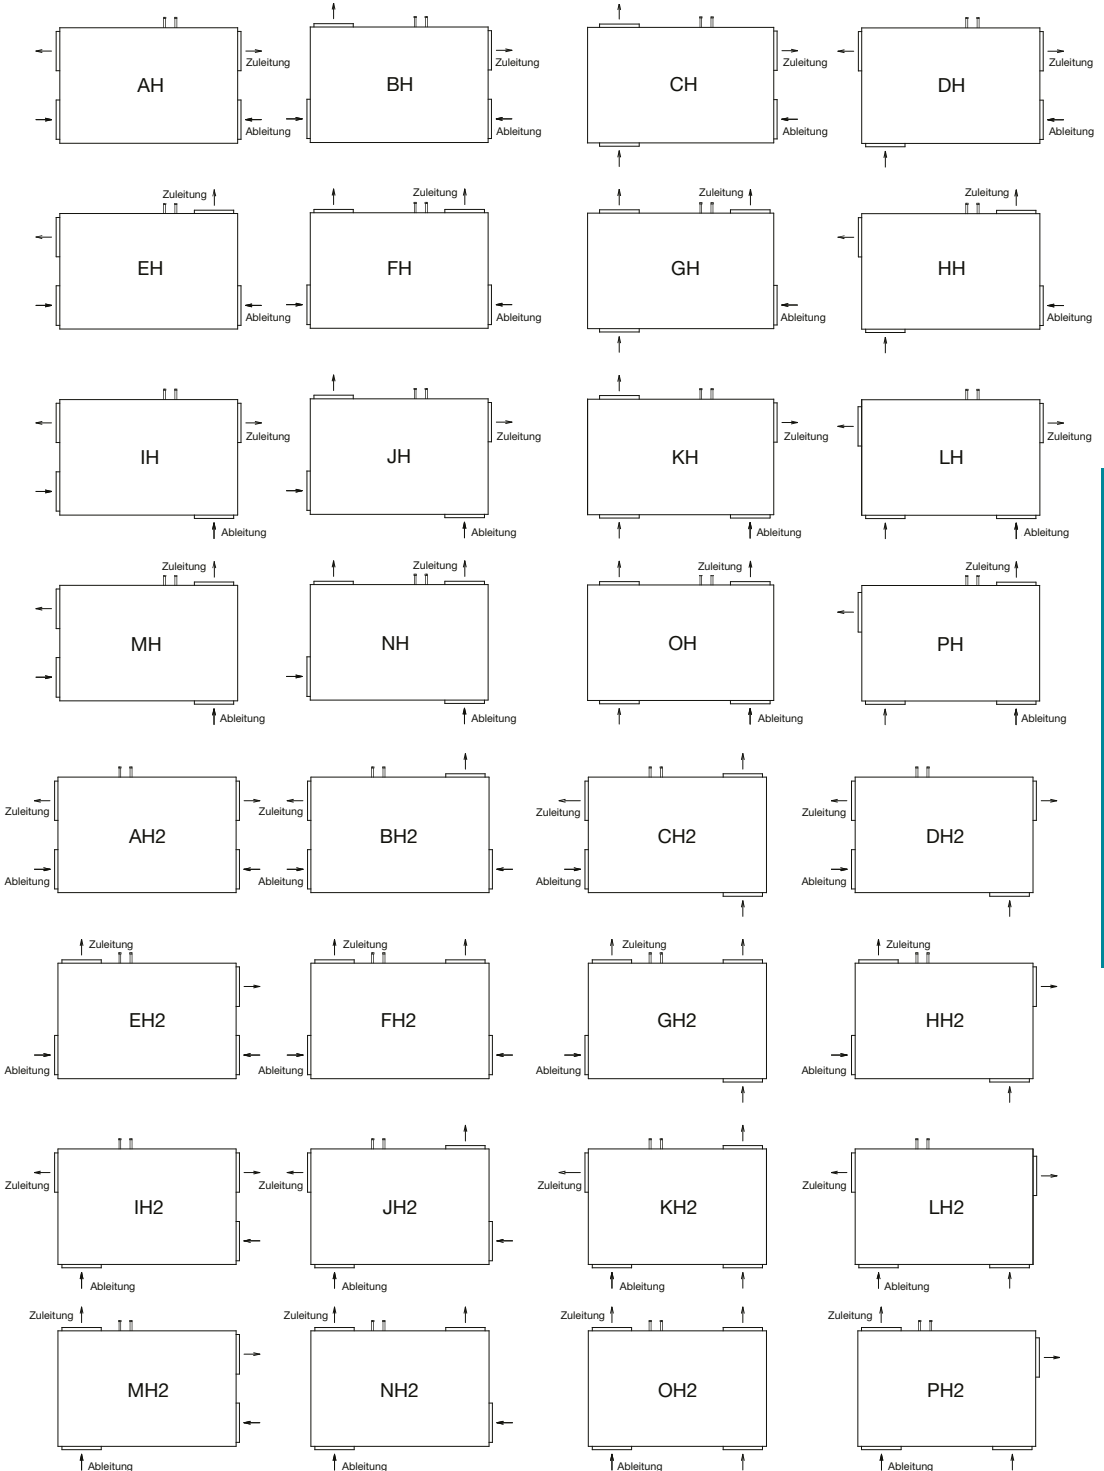 AH
Zuleitung
Ableitung
BH
Zuleitung
Ableitung
CH
Zuleitung
Ableitung
DH
Zuleitung
Ableitung
Zuleitung
EH
Ableitung
Zuleitung
FH
Ableitung
Zuleitung
GH
Ableitung
Zuleitung
HH
Ableitung
IH
Zuleitung
Ableitung
JH
Zuleitung
Ableitung
KH
Zuleitung
Ableitung
LH
Zuleitung
Ableitung
Zuleitung
MH
Ableitung
Zuleitung
NH
Ableitung
Zuleitung
OH
Ableitung
Zuleitung
PH
Ableitung
Zuleitung
AH2
Ableitung
Zuleitung
BH2
Ableitung
Zuleitung
CH2
Ableitung
Zuleitung
DH2
Ableitung
Zuleitung
EH2
Ableitung
Zuleitung
FH2
Ableitung
Zuleitung
GH2
Ableitung
Zuleitung
HH2
Ableitung
Zuleitung
IH2
Ableitung
Zuleitung
JH2
Ableitung
Zuleitung
KH2
Ableitung
Zuleitung
LH2
Ableitung
Zuleitung
MH2
Ableitung
Zuleitung
NH2
Ableitung
Zuleitung
OH2
Ableitung
Zuleitung
PH2
Ableitung